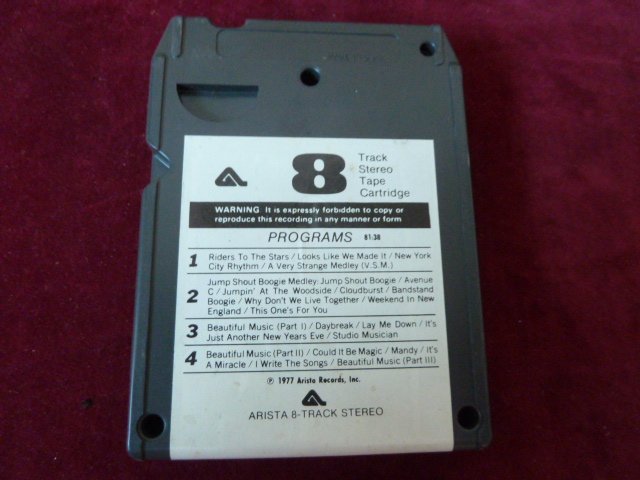 8
Track
Stereo
Tape
Cartridge
WARNING: It is expressly forbidden to copy or
reproduce this recording in any manner or form
PROGRAMS 81:38
1 Riders To The Stars / Looks Like We Made It / New York
City Rhythm / A Very Strange Medley (V.S.M.)
2 Jump Shout Boogie Medley: Jump Shout Boogie / Avenue
C / Jumpin' At The Woodside / Cloudburst / Bandstand
Boogie / Why Don't We Live Together / Weekend In New
England / This One's For You
3 Beautiful Music (Part I) / Daybreak / Lay Me Down / It's
Just Another New Years Eve / Studio Musician
4 Beautiful Music (Part II) / Could It Be Magic / Mandy / It's
A Miracle / I Write The Songs / Beautiful Music (Part III)
℗ 1977 Arista Records, Inc.
ARISTA 8-TRACK STEREO